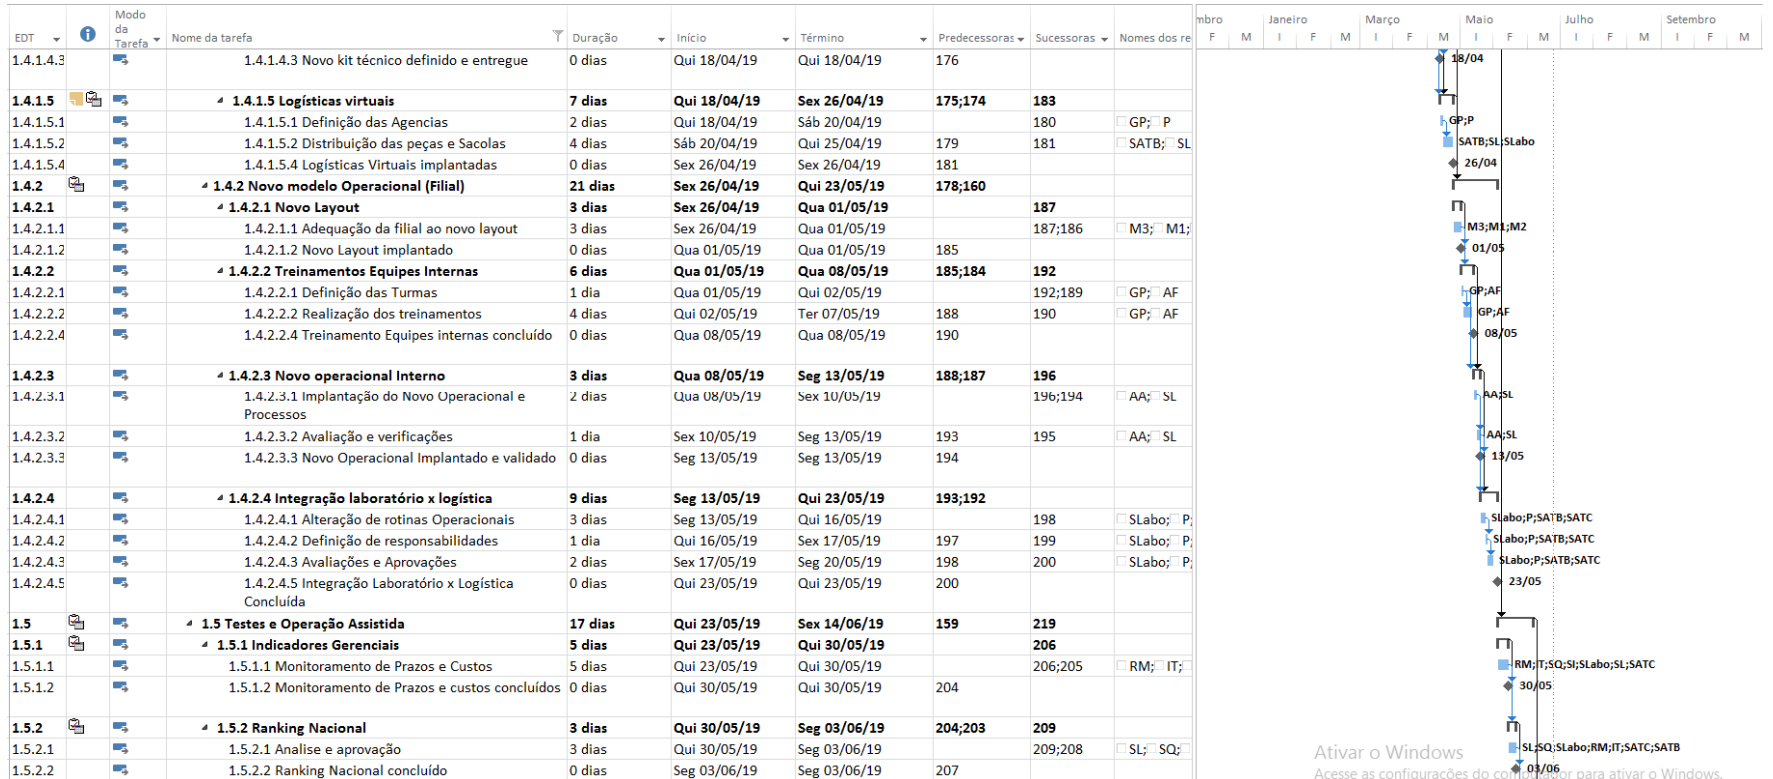 EDT Modo da Tarefa Nome da tarefa Duração Início Término Predecessoras Sucessoras Nomes dos re
mbro Janeiro Março Maio Julho Setembro
F M I F M I F M I F M I F M I F M
1.4.1.4.3 1.4.1.4.3 Novo kit técnico definido e entregue 0 dias Qui 18/04/19 Qui 18/04/19 176 18/04
1.4.1.5 1.4.1.5 Logísticas virtuais 7 dias Qui 18/04/19 Sex 26/04/19 175;174 183
1.4.1.5.1 1.4.1.5.1 Definição das Agencias 2 dias Qui 18/04/19 Sáb 20/04/19 180 GP; P GP;P
1.4.1.5.2 1.4.1.5.2 Distribuição das peças e Sacolas 4 dias Sáb 20/04/19 Qui 25/04/19 179 181 SATB; SL SATB;SL;SLabo
1.4.1.5.4 1.4.1.5.4 Logísticas Virtuais implantadas 0 dias Sex 26/04/19 Sex 26/04/19 181 26/04
1.4.2 1.4.2 Novo modelo Operacional (Filial) 21 dias Sex 26/04/19 Qui 23/05/19 178;160
1.4.2.1 1.4.2.1 Novo Layout 3 dias Sex 26/04/19 Qua 01/05/19 187
1.4.2.1.1 1.4.2.1.1 Adequação da filial ao novo layout 3 dias Sex 26/04/19 Qua 01/05/19 187;186 M3; M1; M3;M1;M2
1.4.2.1.2 1.4.2.1.2 Novo Layout implantado 0 dias Qua 01/05/19 Qua 01/05/19 185 01/05
1.4.2.2 1.4.2.2 Treinamentos Equipes Internas 6 dias Qua 01/05/19 Qua 08/05/19 185;184 192
1.4.2.2.1 1.4.2.2.1 Definição das Turmas 1 dia Qua 01/05/19 Qui 02/05/19 192;189 GP; AF GP;AF
1.4.2.2.2 1.4.2.2.2 Realização dos treinamentos 4 dias Qui 02/05/19 Ter 07/05/19 188 190 GP; AF GP;AF
1.4.2.2.4 1.4.2.2.4 Treinamento Equipes internas concluído 0 dias Qua 08/05/19 Qua 08/05/19 190 08/05
1.4.2.3 1.4.2.3 Novo operacional Interno 3 dias Qua 08/05/19 Seg 13/05/19 188;187 196
1.4.2.3.1 1.4.2.3.1 Implantação do Novo Operacional e 2 dias Qua 08/05/19 Sex 10/05/19 196;194 AA; SL AA;SL
Processos
1.4.2.3.2 1.4.2.3.2 Avaliação e verificações 1 dia Sex 10/05/19 Seg 13/05/19 193 195 AA; SL AA;SL
1.4.2.3.3 1.4.2.3.3 Novo Operacional Implantado e validado 0 dias Seg 13/05/19 Seg 13/05/19 194 13/05
1.4.2.4 1.4.2.4 Integração laboratório x logística 9 dias Seg 13/05/19 Qui 23/05/19 193;192
1.4.2.4.1 1.4.2.4.1 Alteração de rotinas Operacionais 3 dias Seg 13/05/19 Qui 16/05/19 198 SLabo; P; SLabo;P;SATB;SATC
1.4.2.4.2 1.4.2.4.2 Definição de responsabilidades 1 dia Qui 16/05/19 Sex 17/05/19 197 199 SLabo; P; SLabo;P;SATB;SATC
1.4.2.4.3 1.4.2.4.3 Avaliações e Aprovações 2 dias Sex 17/05/19 Seg 20/05/19 198 200 SLabo; P; SLabo;P;SATB;SATC
1.4.2.4.5 1.4.2.4.5 Integração Laboratório x Logística 0 dias Qui 23/05/19 Qui 23/05/19 200 23/05
Concluída
1.5 1.5 Testes e Operação Assistida 17 dias Qui 23/05/19 Sex 14/06/19 159 219
1.5.1 1.5.1 Indicadores Gerenciais 5 dias Qui 23/05/19 Qui 30/05/19 206
1.5.1.1 1.5.1.1 Monitoramento de Prazos e Custos 5 dias Qui 23/05/19 Qui 30/05/19 206;205 RM; IT; RM;IT;SQ;SI;SLabo;SL;SATC
1.5.1.2 1.5.1.2 Monitoramento de Prazos e custos concluídos 0 dias Qui 30/05/19 Qui 30/05/19 204 30/05
1.5.2 1.5.2 Ranking Nacional 3 dias Qui 30/05/19 Seg 03/06/19 204;203 209
1.5.2.1 1.5.2.1 Analise e aprovação 3 dias Qui 30/05/19 Seg 03/06/19 209;208 SL; SQ; SL;SQ;SLabo;RM;IT;SATC;SATB
1.5.2.2 1.5.2.2 Ranking Nacional concluído 0 dias Seg 03/06/19 Seg 03/06/19 207 03/06
Ativar o Windows
Acesse as configurações do computador para ativar o Windows.